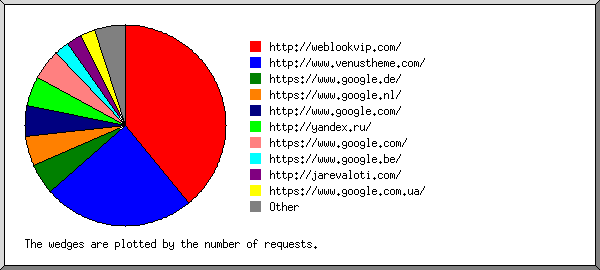 http://weblookvip.com/
http://www.venustheme.com/
https://www.google.de/
https://www.google.nl/
http://www.google.com/
http://yandex.ru/
https://www.google.com/
https://www.google.be/
http://jarevaloti.com/
https://www.google.com.ua/
Other
The wedges are plotted by the number of requests.